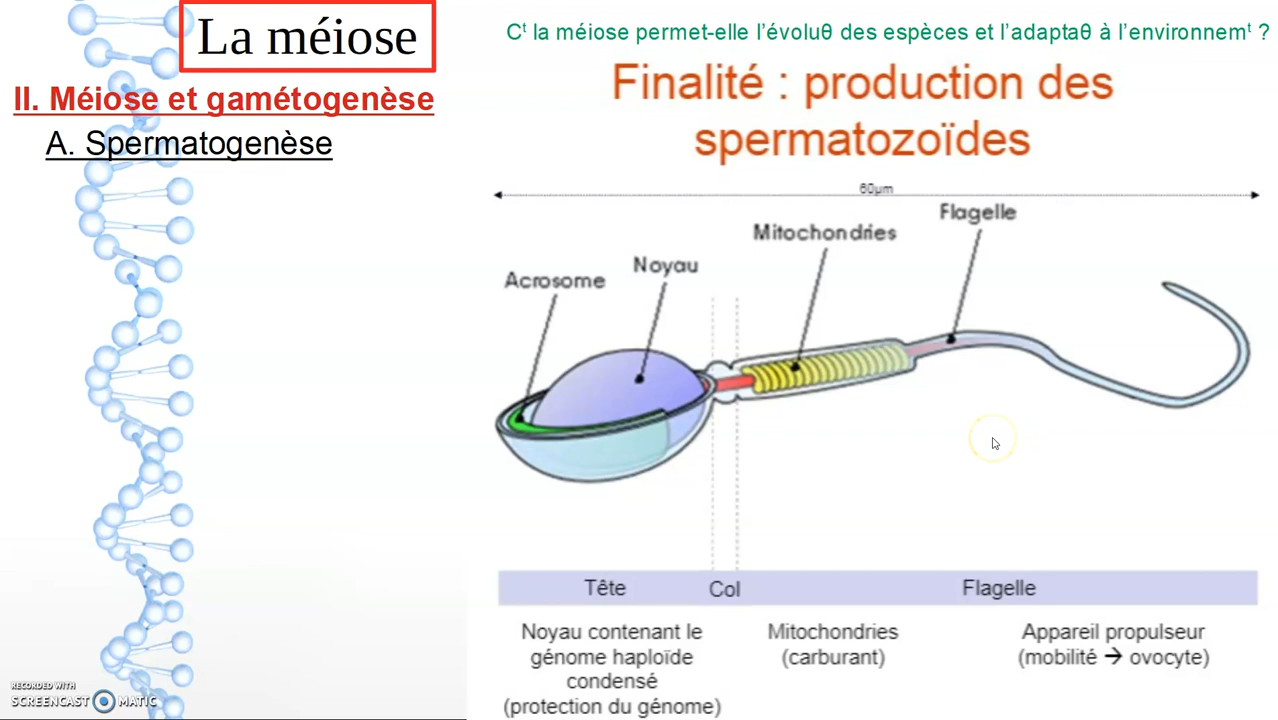 La méiose
Cᵗ la méiose permet-elle l'évoluθ des espèces et l'adaptaθ à l'environnemᵗ ?
II. Méiose et gamétogenèse
A. Spermatogenèse
Finalité : production des
spermatozoïdes
60µm
Flagelle
Mitochondries
Noyau
Acrosome
Tête Col Flagelle
Noyau contenant le
génome haploïde
condensé
(protection du génome)
Mitochondries
(carburant)
Appareil propulseur
(mobilité → ovocyte)
RECORDED WITH
SCREENCAST MATIC